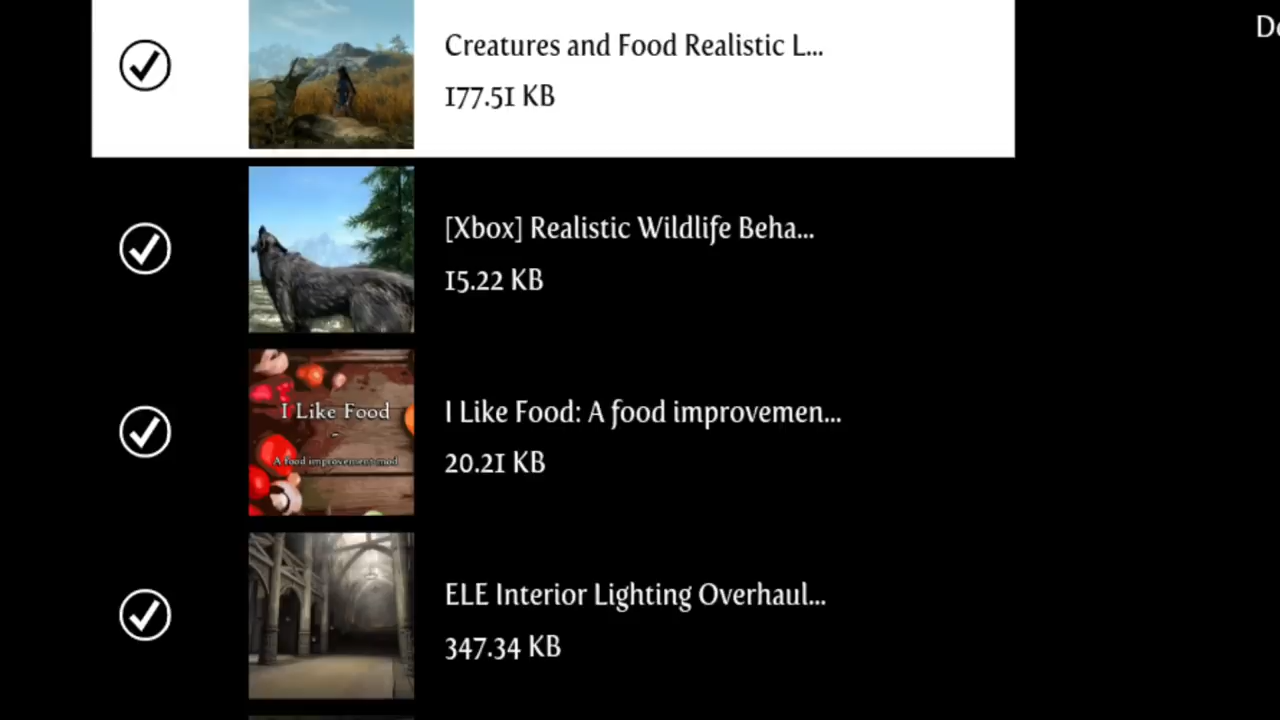 De
Creatures and Food Realistic L...
177.51 KB
[Xbox] Realistic Wildlife Beha...
15.22 KB
I Like Food
A food improvement mod
I Like Food: A food improvemen...
20.21 KB
ELE Interior Lighting Overhaul...
347.34 KB